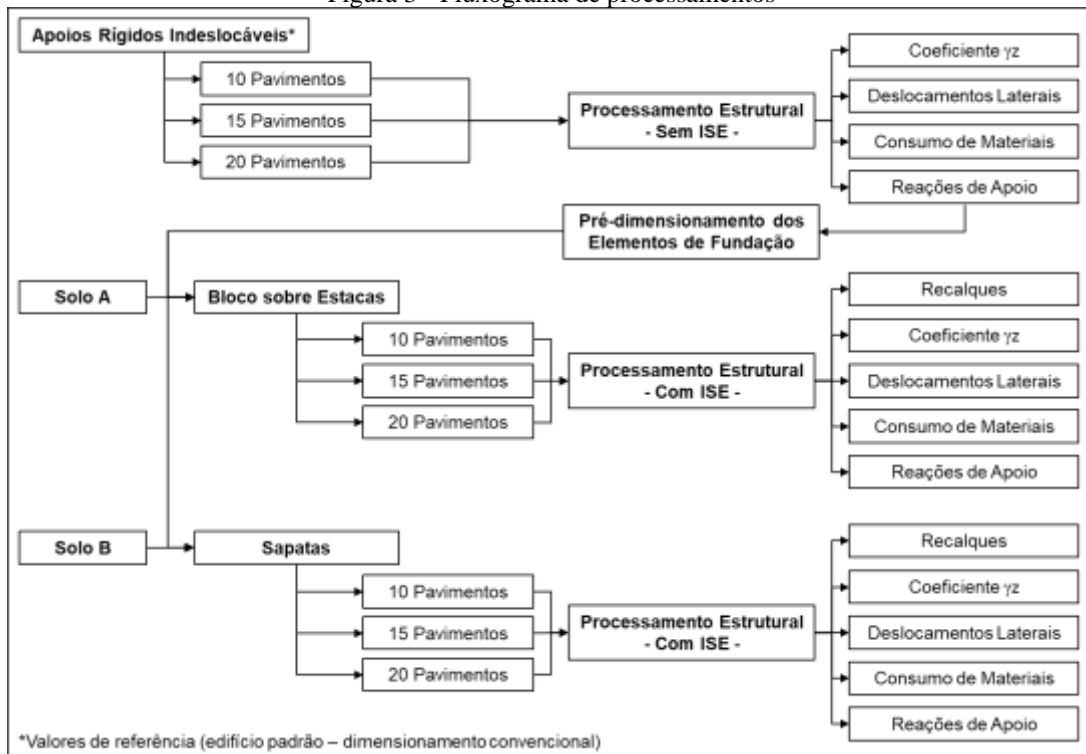 Figura 3 - Fluxograma de processamentos
Apoios Rígidos Indeslocáveis*
10 Pavimentos
15 Pavimentos
20 Pavimentos
Processamento Estrutural
- Sem ISE -
Coeficiente γz
Deslocamentos Laterais
Consumo de Materiais
Reações de Apoio
Pré-dimensionamento dos
Elementos de Fundação
Solo A
Bloco sobre Estacas
10 Pavimentos
15 Pavimentos
20 Pavimentos
Processamento Estrutural
- Com ISE -
Recalques
Coeficiente γz
Deslocamentos Laterais
Consumo de Materiais
Reações de Apoio
Solo B
Sapatas
10 Pavimentos
15 Pavimentos
20 Pavimentos
Processamento Estrutural
- Com ISE -
Recalques
Coeficiente γz
Deslocamentos Laterais
Consumo de Materiais
Reações de Apoio
*Valores de referência (edifício padrão – dimensionamento convencional)